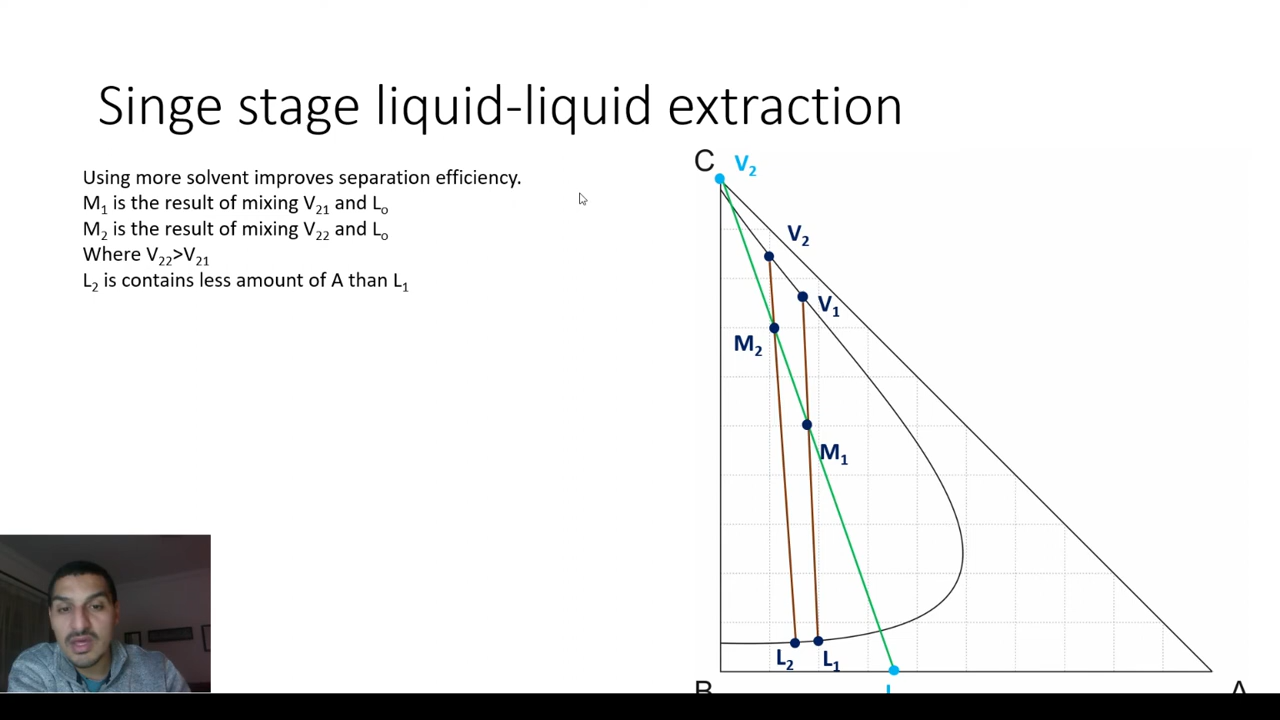 Singe stage liquid-liquid extraction
Using more solvent improves separation efficiency.
M₁ is the result of mixing V₂₁ and Lₒ
M₂ is the result of mixing V₂₂ and Lₒ
Where V₂₂>V₂₁
L₂ is contains less amount of A than L₁
C
V₂
V₂
V₁
M₂
M₁
L₂
L₁
B
A